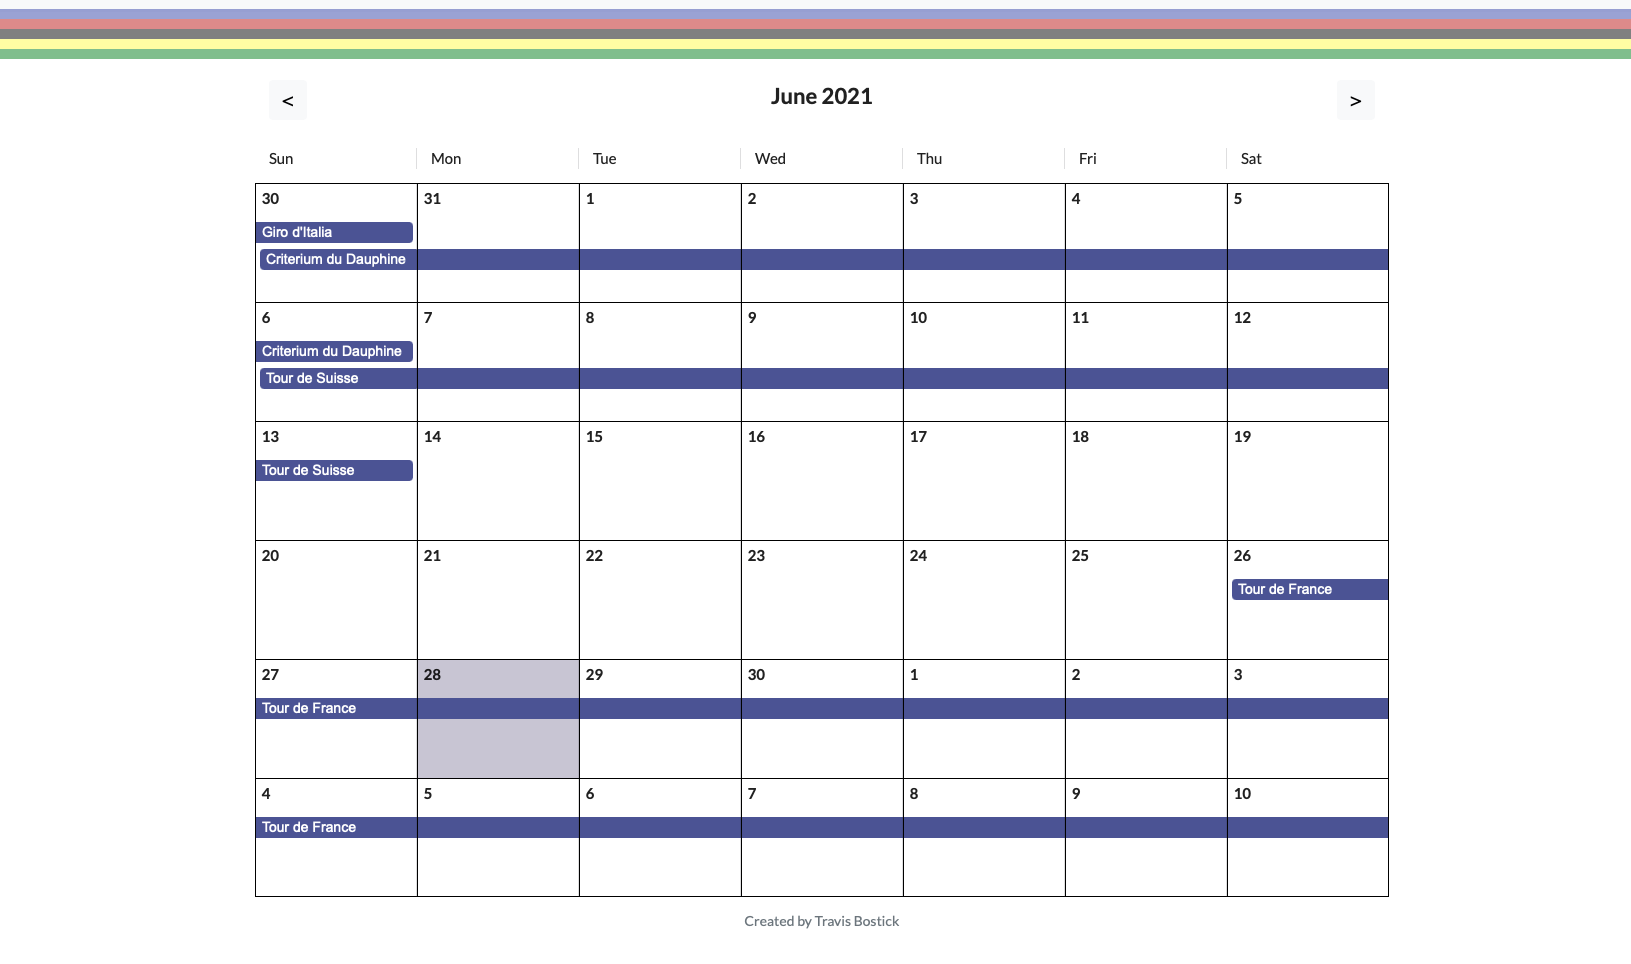 < June 2021 >
Sun Mon Tue Wed Thu Fri Sat
30 31 1 2 3 4 5
Giro d'Italia
Criterium du Dauphine
6 7 8 9 10 11 12
Criterium du Dauphine
Tour de Suisse
13 14 15 16 17 18 19
Tour de Suisse
20 21 22 23 24 25 26
Tour de France
27 28 29 30 1 2 3
Tour de France
4 5 6 7 8 9 10
Tour de France
Created by Travis Bostick